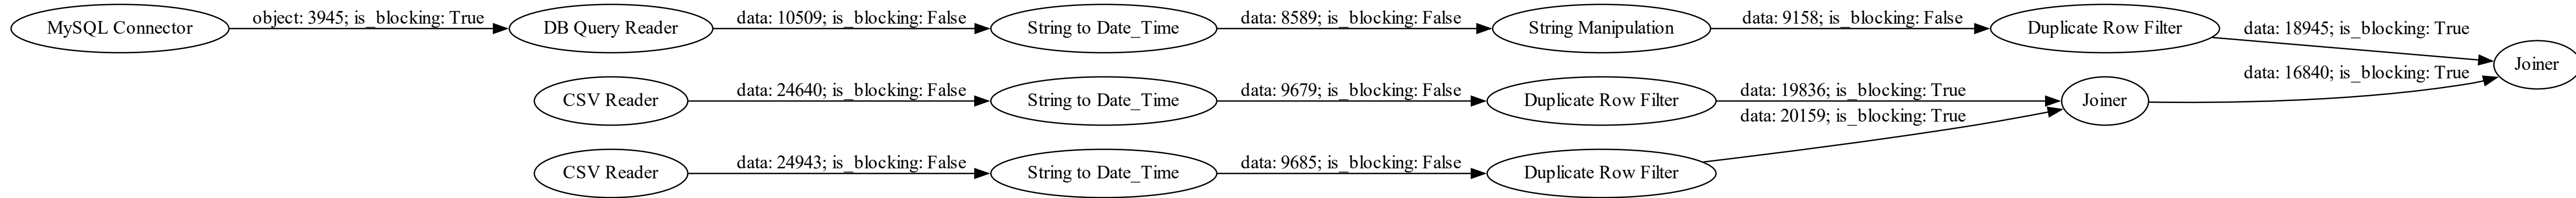 MySQL Connector
object: 3945; is_blocking: True
DB Query Reader
data: 10509; is_blocking: False
String to Date_Time
data: 8589; is_blocking: False
String Manipulation
data: 9158; is_blocking: False
Duplicate Row Filter
data: 18945; is_blocking: True
Joiner
CSV Reader
data: 24640; is_blocking: False
String to Date_Time
data: 9679; is_blocking: False
Duplicate Row Filter
data: 19836; is_blocking: True
Joiner
data: 16840; is_blocking: True
CSV Reader
data: 24943; is_blocking: False
String to Date_Time
data: 9685; is_blocking: False
Duplicate Row Filter
data: 20159; is_blocking: True